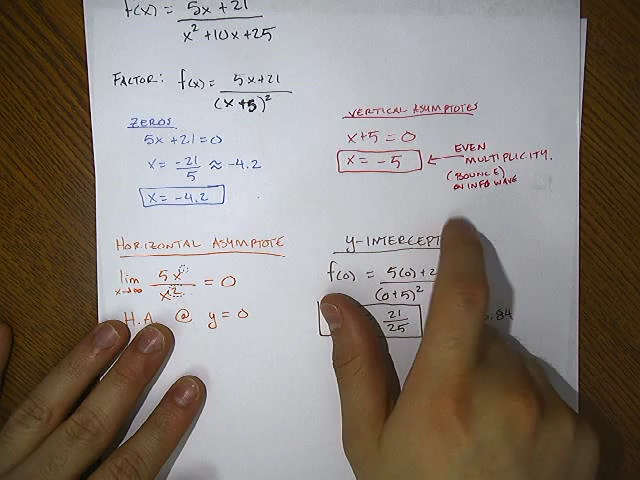 f(x) = 5x+21 / x² + 10x + 25
FACTOR: f(x) = 5x+21 / (x+5)²
ZEROS
5x + 21 = 0
x = -21/5 ≈ -4.2
x = -4.2
VERTICAL ASYMPTOTES
x+5 = 0
x = -5
EVEN
MULTIPLICITY.
(BOUNCE)
HORIZONTAL ASYMPTOTE
lim x→∞ 5x / x² = 0
H.A @ y = 0
y-INTERCEPT
f(0) = 5(0)+2 / (0+5)²
21/25
.84